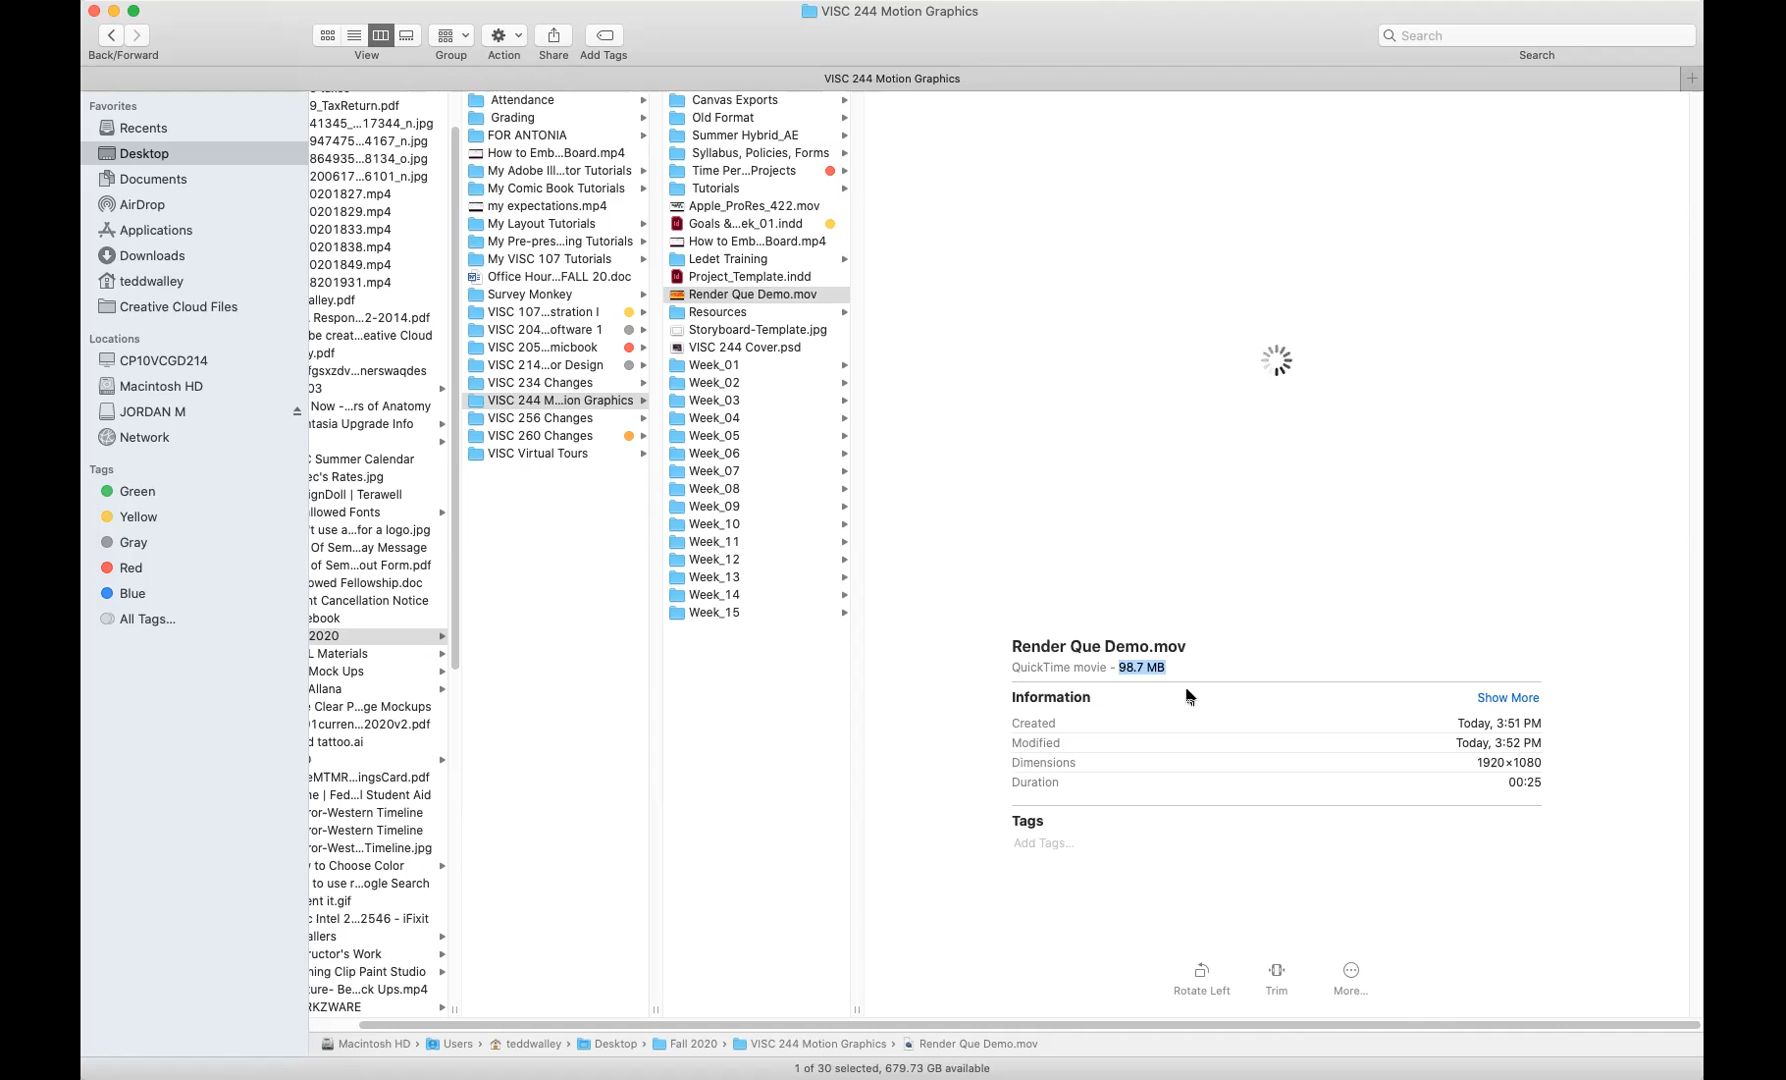 VISC 244 Motion Graphics
Back/Forward
View
Group
Action
Share
Add Tags
Search
Search
VISC 244 Motion Graphics
Favorites
Recents
Desktop
Documents
AirDrop
Applications
Downloads
teddwalley
Creative Cloud Files
Locations
CP10VCGD214
Macintosh HD
JORDAN M
Network
Tags
Green
Yellow
Gray
Red
Blue
All Tags...
9_TaxReturn.pdf
41345_...17344_n.jpg
947475...4167_n.jpg
864935...8134_o.jpg
200617...6101_n.jpg
0201827.mp4
0201829.mp4
0201833.mp4
0201838.mp4
0201849.mp4
8201931.mp4
alley.pdf
. Respon...2-2014.pdf
be creat...eative Cloud
y.pdf
fgsxzdv...nerswaqdes
03
Now -...rs of Anatomy
ntasia Upgrade Info
C Summer Calendar
ec's Rates.jpg
ignDoll | Terawell
allowed Fonts
't use a...for a logo.jpg
Of Sem...ay Message
of Sem...out Form.pdf
owed Fellowship.doc
nt Cancellation Notice
ebook
2020
L Materials
Mock Ups
Allana
e Clear P...ge Mockups
01curren...2020v2.pdf
d tattoo.ai
eMTMR...ingsCard.pdf
ne | Fed...l Student Aid
ror-Western Timeline
ror-Western Timeline
ror-West...Timeline.jpg
w to Choose Color
to use r...ogle Search
ent it.gif
c Intel 2...2546 - iFixit
allers
ructor's Work
ning Clip Paint Studio
ture- Be...ck Ups.mp4
RKZWARE
Attendance
Grading
FOR ANTONIA
How to Emb...Board.mp4
My Adobe Ill...tor Tutorials
My Comic Book Tutorials
my expectations.mp4
My Layout Tutorials
My Pre-pres...ing Tutorials
My VISC 107 Tutorials
Office Hour...FALL 20.doc
Survey Monkey
VISC 107...stration I
VISC 204...oftware 1
VISC 205...micbook
VISC 214...or Design
VISC 234 Changes
VISC 244 M...ion Graphics
VISC 256 Changes
VISC 260 Changes
VISC Virtual Tours
Canvas Exports
Old Format
Summer Hybrid_AE
Syllabus, Policies, Forms
Time Per...Projects
Tutorials
Apple_ProRes_422.mov
Goals &...ek_01.indd
How to Emb...Board.mp4
Ledet Training
Project_Template.indd
Render Que Demo.mov
Resources
Storyboard-Template.jpg
VISC 244 Cover.psd
Week_01
Week_02
Week_03
Week_04
Week_05
Week_06
Week_07
Week_08
Week_09
Week_10
Week_11
Week_12
Week_13
Week_14
Week_15
Render Que Demo.mov
QuickTime movie - 98.7 MB
Information Show More
Created Today, 3:51 PM
Modified Today, 3:52 PM
Dimensions 1920×1080
Duration 00:25
Tags
Add Tags...
Rotate Left
Trim
More...
Macintosh HD › Users › teddwalley › Desktop › Fall 2020 › VISC 244 Motion Graphics › Render Que Demo.mov
1 of 30 selected, 679.73 GB available